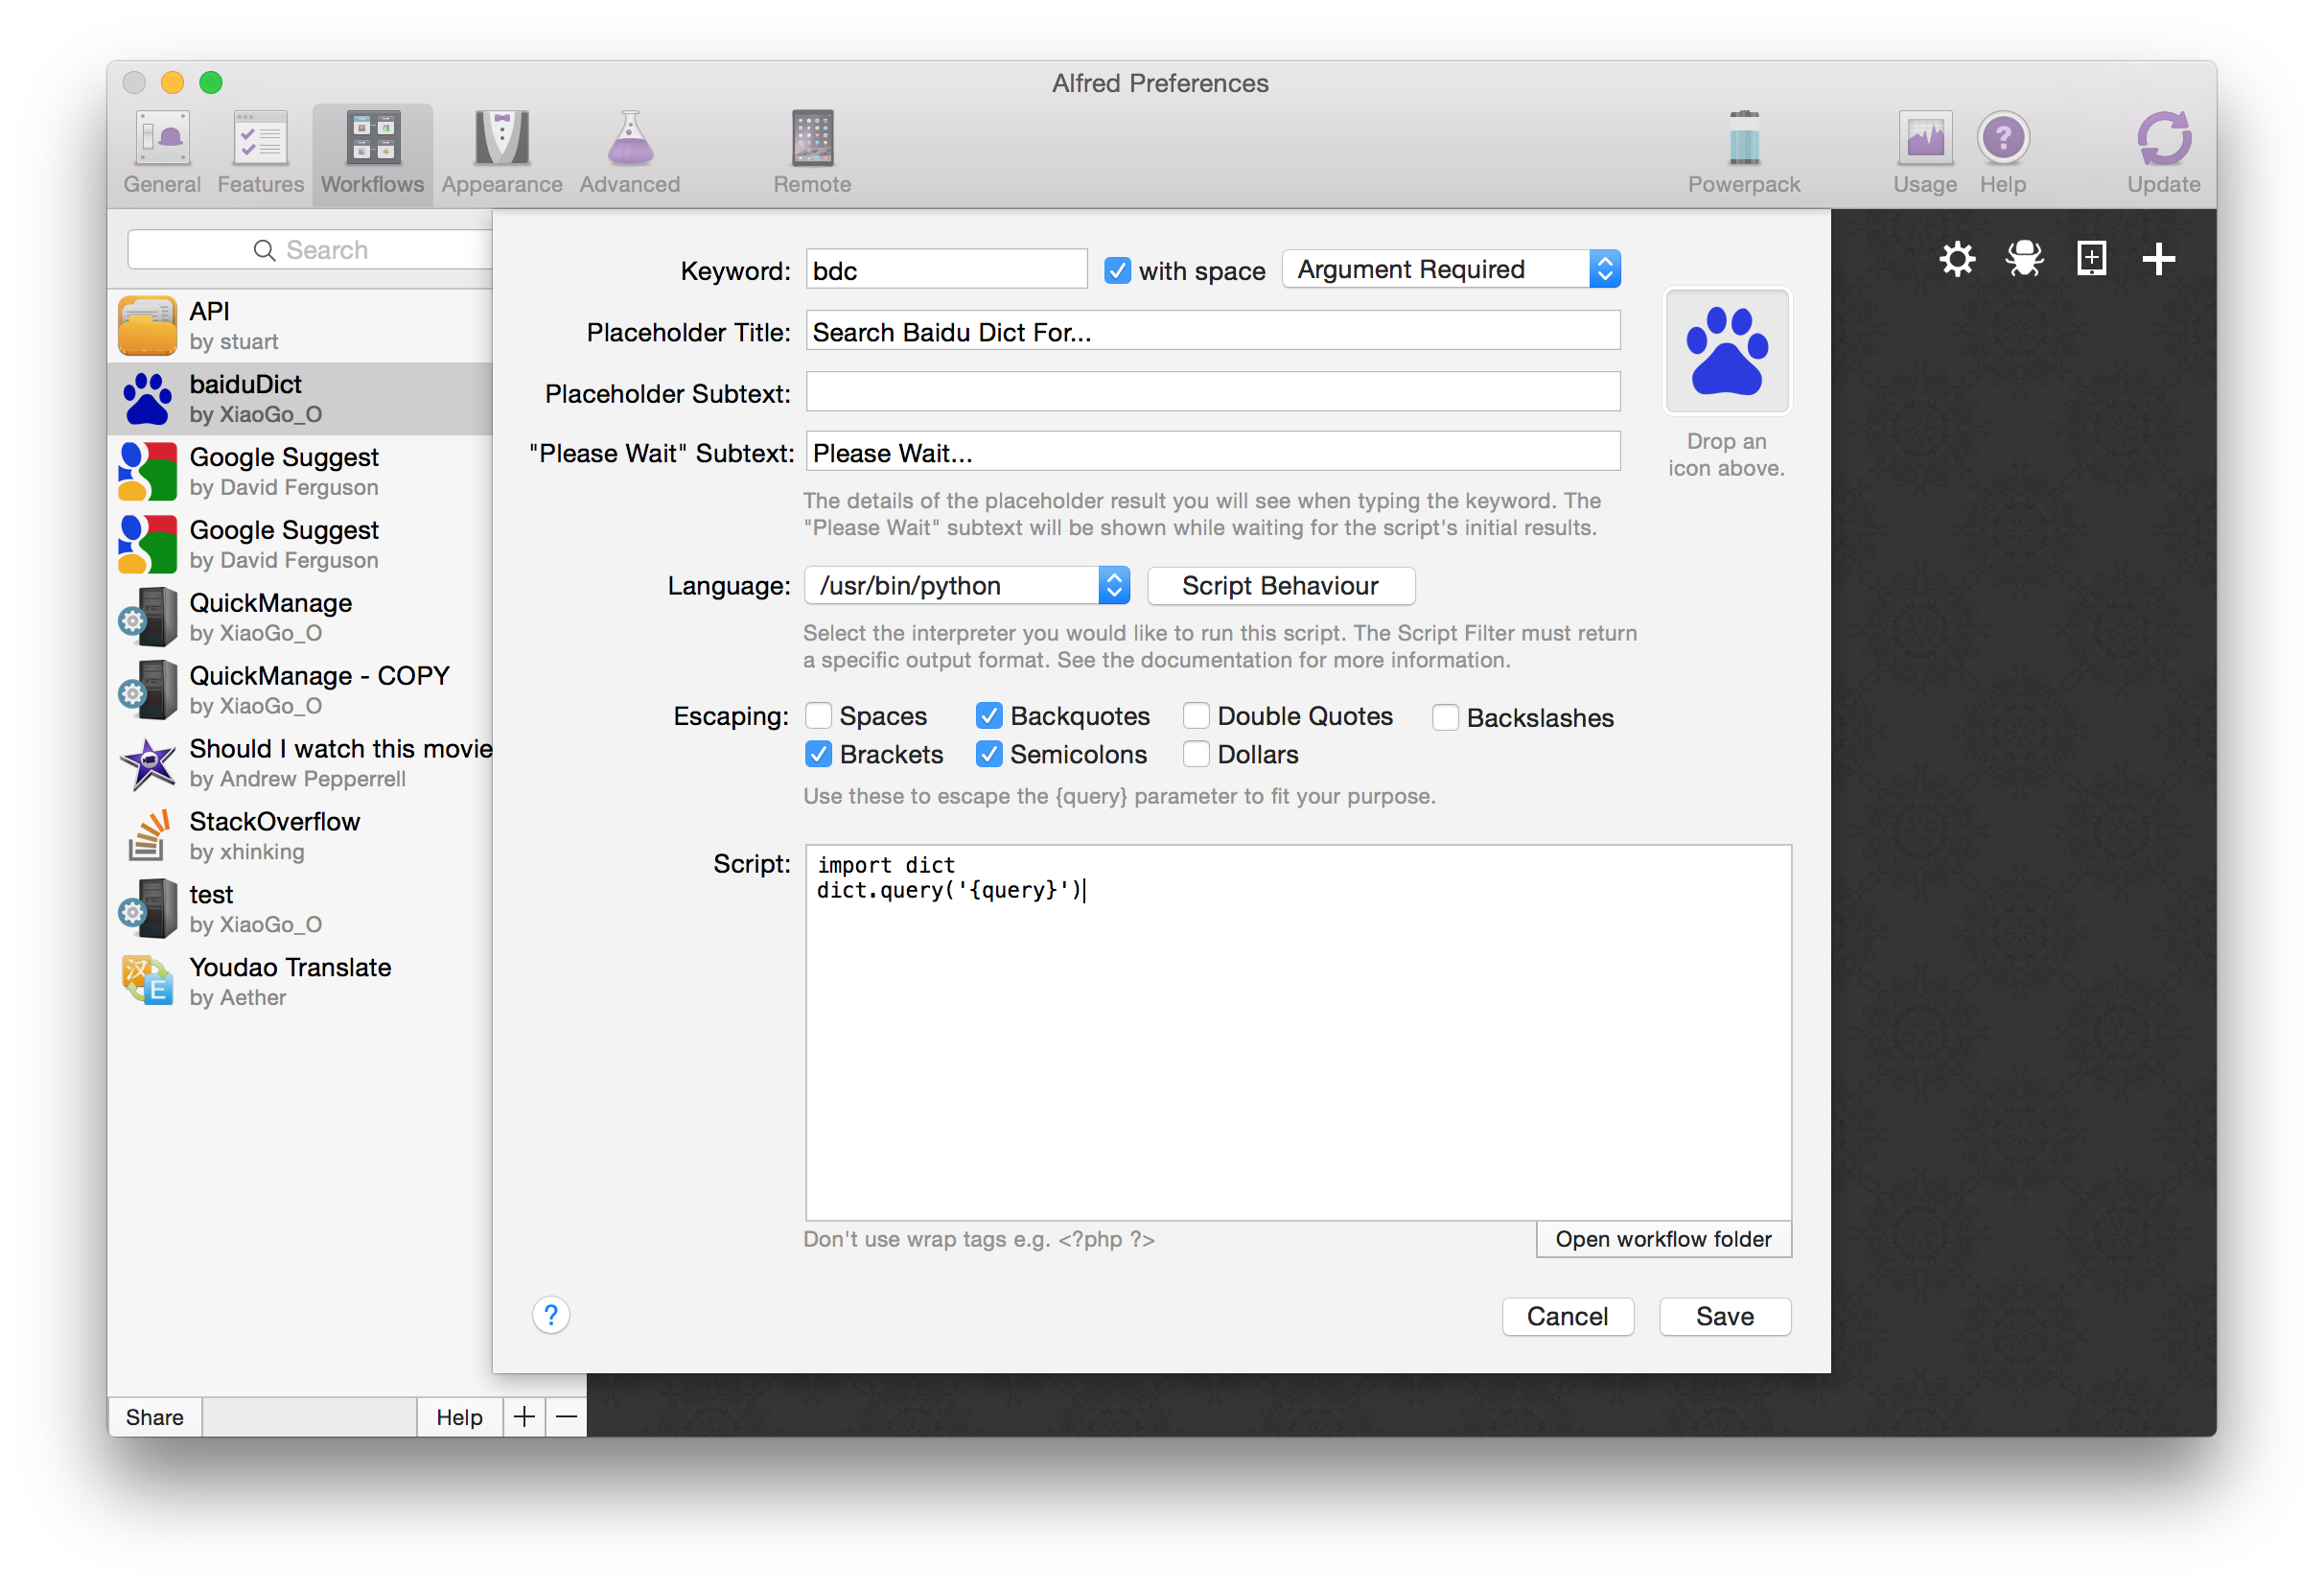 Alfred Preferences
General
Features
Workflows
Appearance
Advanced
Remote
Powerpack
Usage
Help
Update
Search
API
by stuart
baiduDict
by XiaoGo_O
Google Suggest
by David Ferguson
Google Suggest
by David Ferguson
QuickManage
by XiaoGo_O
QuickManage - COPY
by XiaoGo_O
Should I watch this movie
by Andrew Pepperrell
StackOverflow
by xhinking
test
by XiaoGo_O
汉
E
Youdao Translate
by Aether
Share
Help
Keyword: bdc with space Argument Required
Placeholder Title: Search Baidu Dict For...
Placeholder Subtext:
"Please Wait" Subtext: Please Wait...
The details of the placeholder result you will see when typing the keyword. The
"Please Wait" subtext will be shown while waiting for the script's initial results.
Drop an
icon above.
Language: /usr/bin/python Script Behaviour
Select the interpreter you would like to run this script. The Script Filter must return
a specific output format. See the documentation for more information.
Escaping: Spaces Backquotes Double Quotes Backslashes
Brackets Semicolons Dollars
Use these to escape the {query} parameter to fit your purpose.
Script: import dict
dict.query('{query}')
Don't use wrap tags e.g. <?php ?>
Open workflow folder
?
Cancel
Save